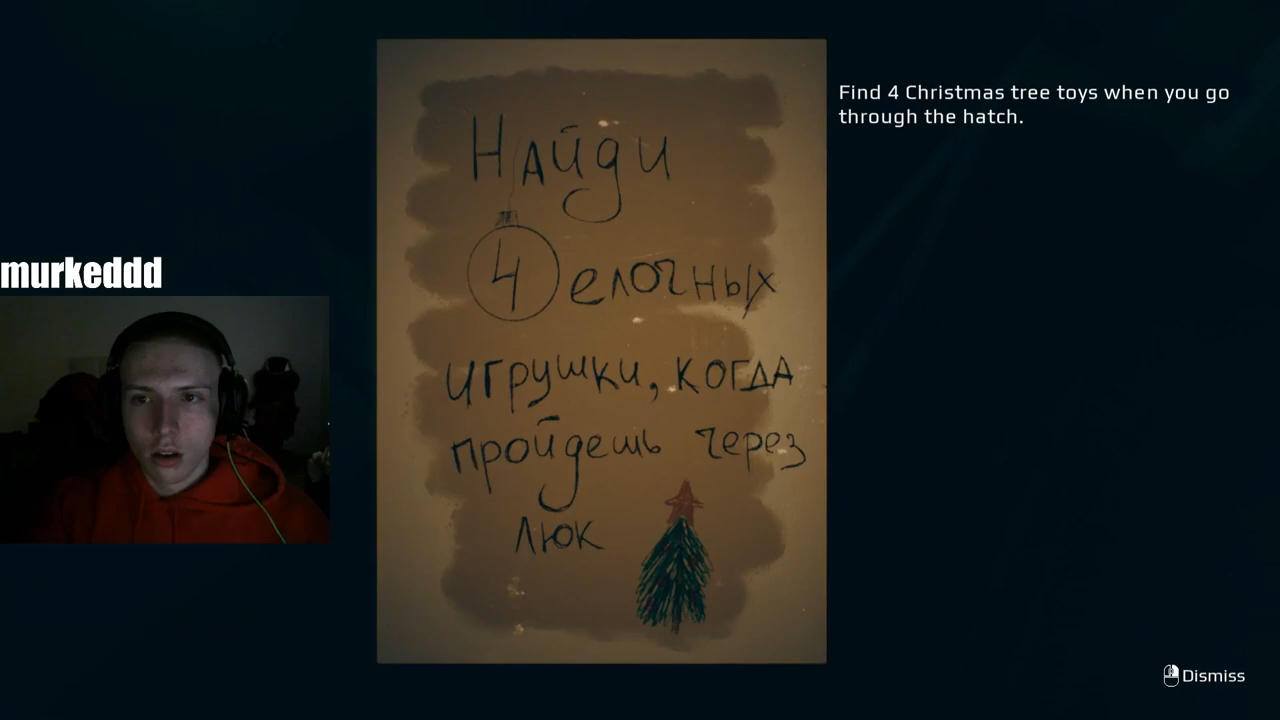 Найди
4 елочных
игрушки, когда
пройдешь через
люк
Find 4 Christmas tree toys when you go
through the hatch.
murkeddd
Dismiss